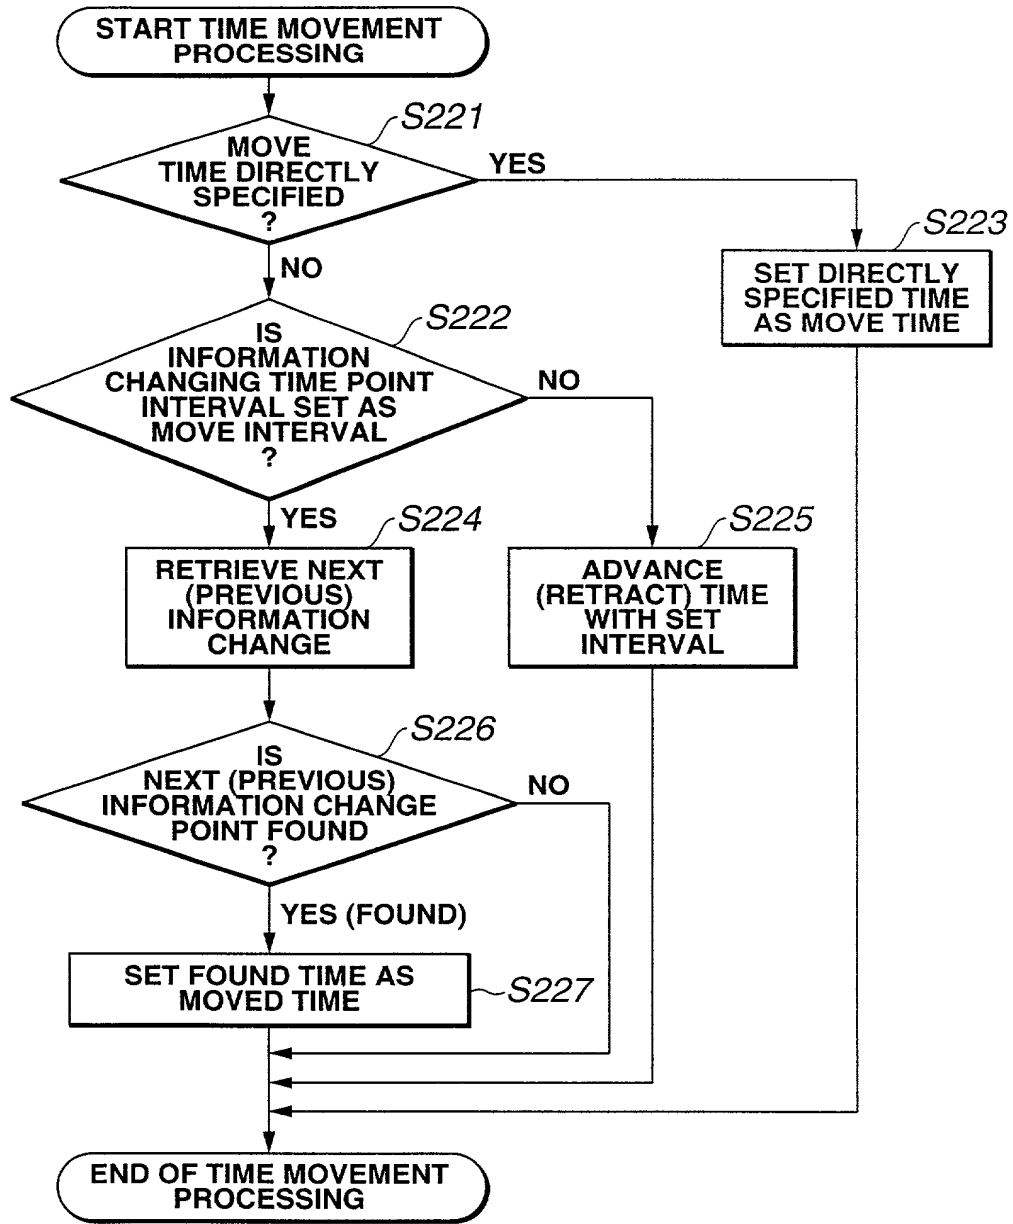 START TIME MOVEMENT
PROCESSING
S221
MOVE
TIME DIRECTLY
SPECIFIED
?
YES
NO
S223
SET DIRECTLY
SPECIFIED TIME
AS MOVE TIME
S222
IS
INFORMATION
CHANGING TIME POINT
INTERVAL SET AS
MOVE INTERVAL
?
NO
YES
S224
RETRIEVE NEXT
(PREVIOUS)
INFORMATION
CHANGE
S225
ADVANCE
(RETRACT) TIME
WITH SET
INTERVAL
S226
IS
NEXT (PREVIOUS)
INFORMATION CHANGE
POINT FOUND
?
NO
YES (FOUND)
SET FOUND TIME AS
MOVED TIME
S227
END OF TIME MOVEMENT
PROCESSING